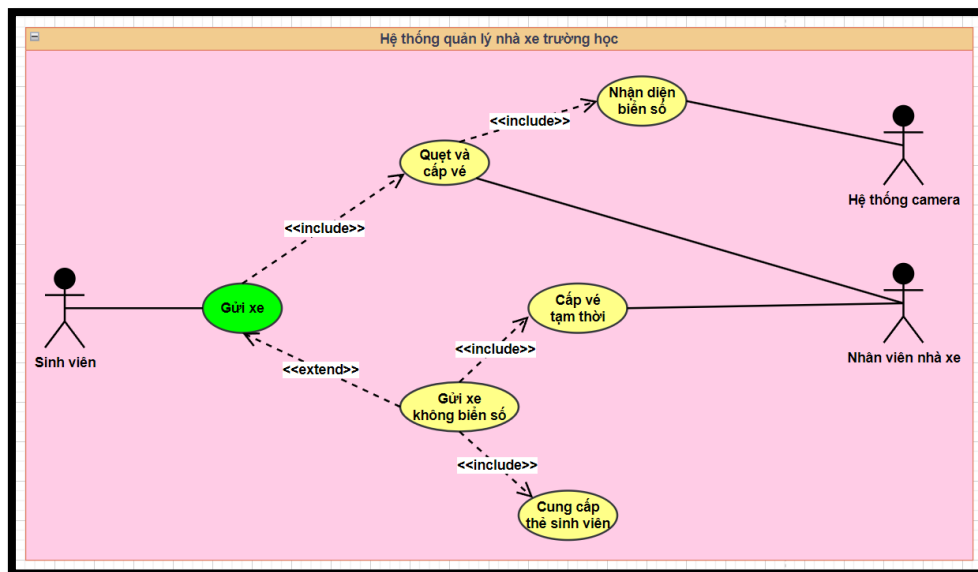 Hệ thống quản lý nhà xe trường học
Nhận diện
biển số
<<include>>
Quẹt và
cấp vé
Hệ thống camera
<<include>>
Gửi xe
Cấp vé
tạm thời
Sinh viên
Nhân viên nhà xe
<<include>>
<<extend>>
Gửi xe
không biển số
<<include>>
Cung cấp
thẻ sinh viên